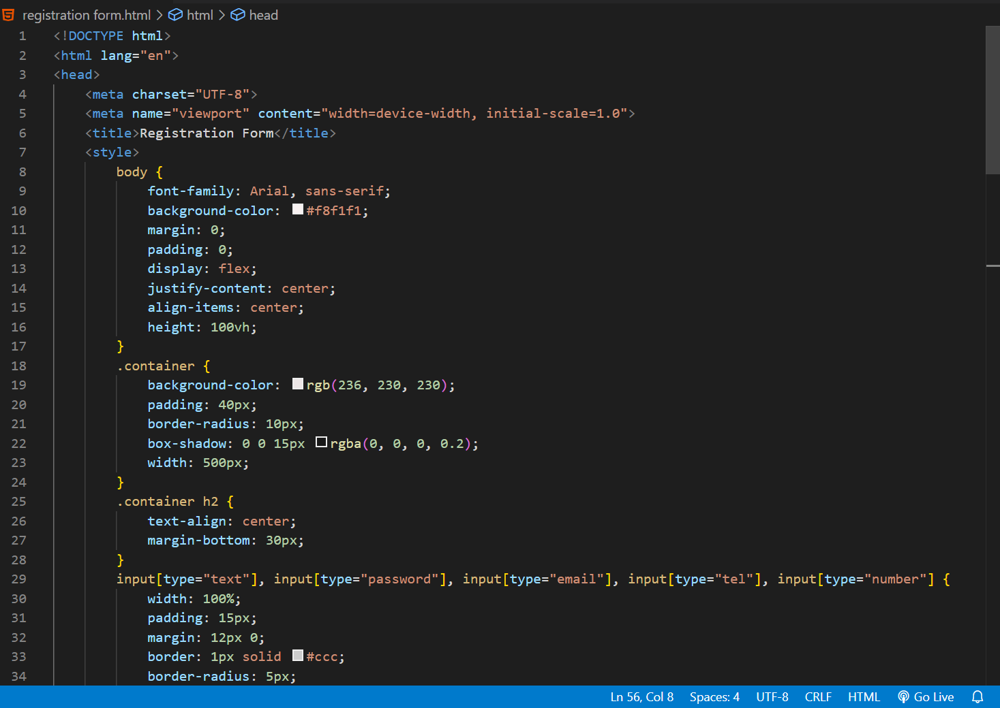 registration form.html > html > head
1 <!DOCTYPE html>
2 <html lang="en">
3 <head>
4     <meta charset="UTF-8">
5     <meta name="viewport" content="width=device-width, initial-scale=1.0">
6     <title>Registration Form</title>
7     <style>
8         body {
9             font-family: Arial, sans-serif;
10             background-color: #f8f1f1;
11             margin: 0;
12             padding: 0;
13             display: flex;
14             justify-content: center;
15             align-items: center;
16             height: 100vh;
17         }
18         .container {
19             background-color: rgb(236, 230, 230);
20             padding: 40px;
21             border-radius: 10px;
22             box-shadow: 0 0 15px rgba(0, 0, 0, 0.2);
23             width: 500px;
24         }
25         .container h2 {
26             text-align: center;
27             margin-bottom: 30px;
28         }
29         input[type="text"], input[type="password"], input[type="email"], input[type="tel"], input[type="number"] {
30             width: 100%;
31             padding: 15px;
32             margin: 12px 0;
33             border: 1px solid #ccc;
34             border-radius: 5px;
Ln 56, Col 8 Spaces: 4 UTF-8 CRLF HTML Go Live